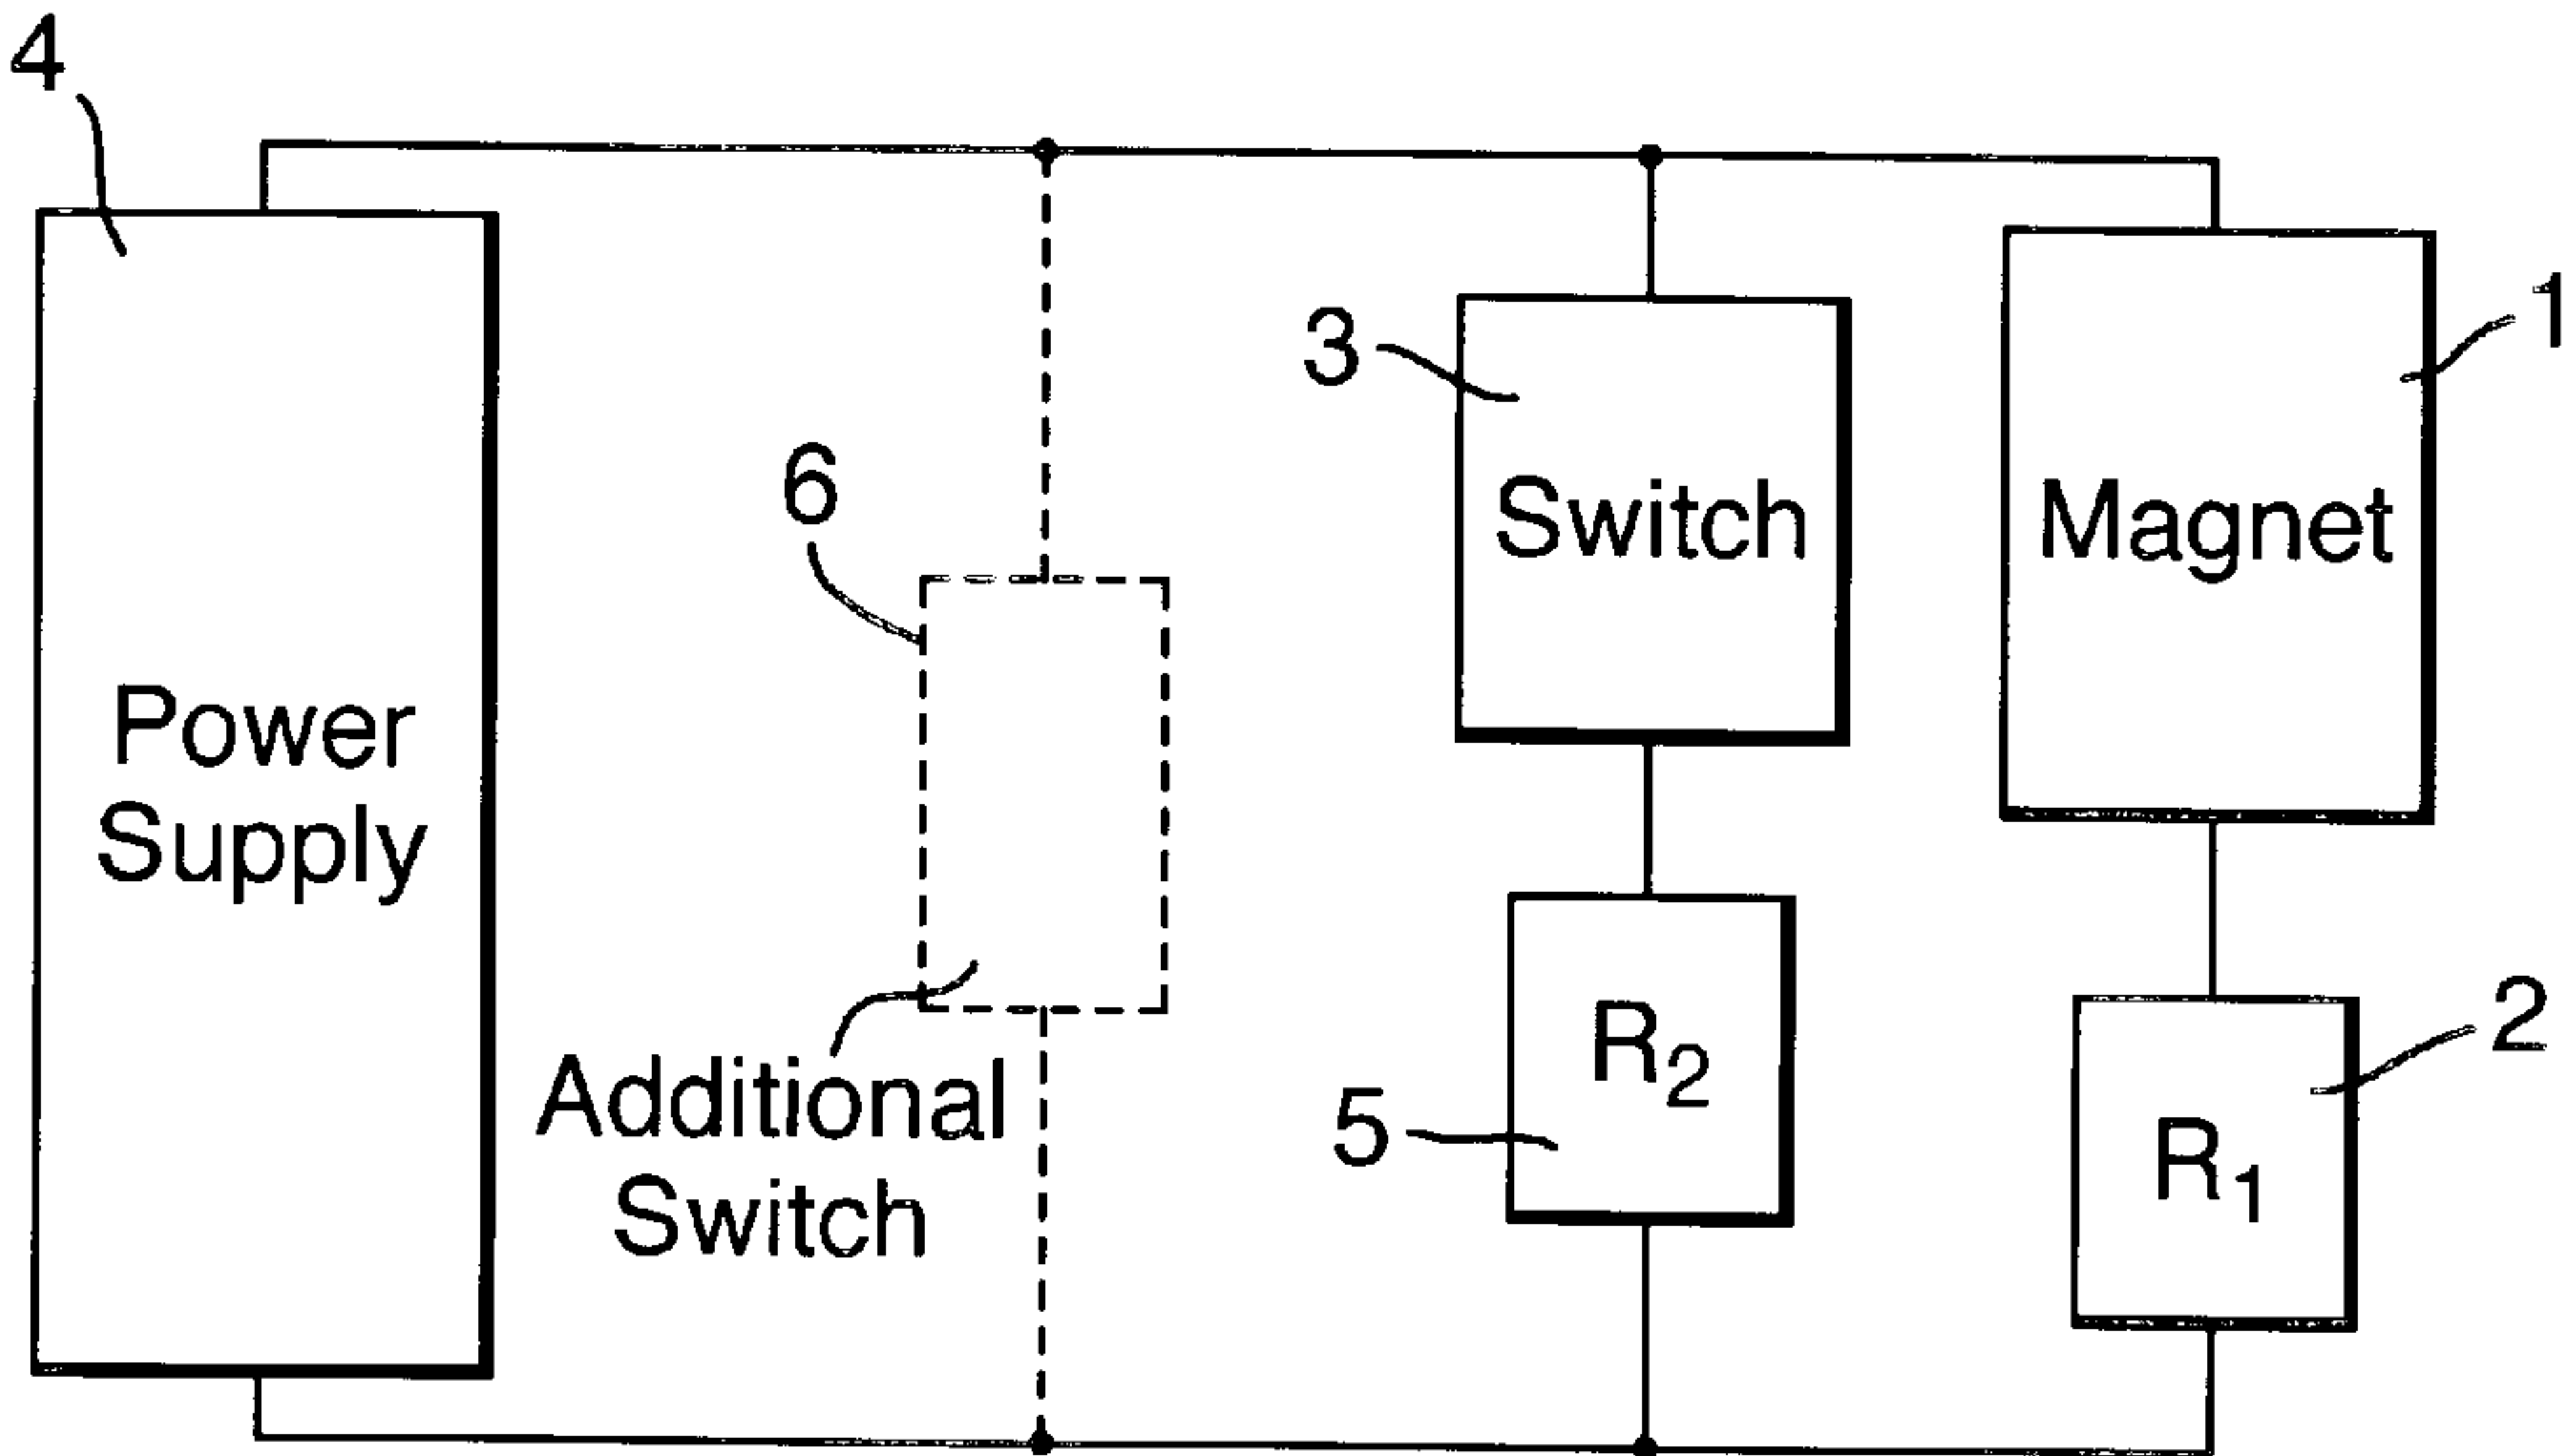 4
1
3
6
Switch
Magnet
Power
Supply
2
R2
Additional
5
R1
Switch